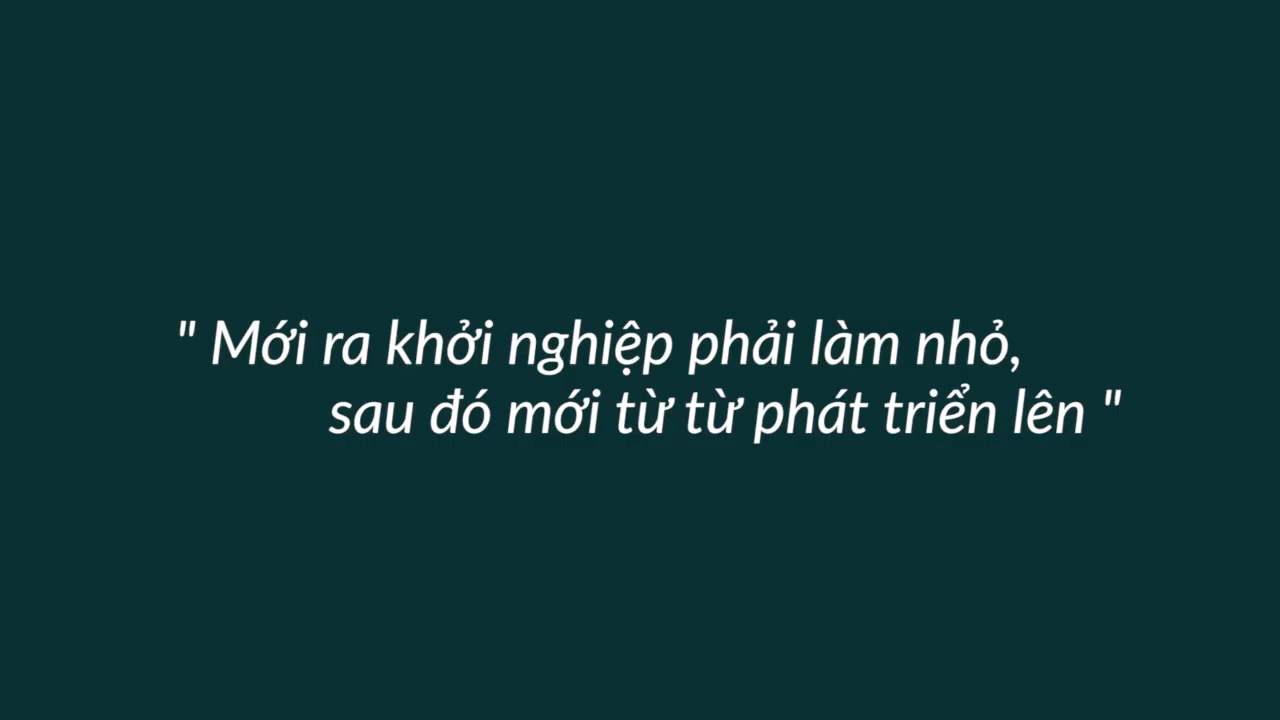 " Mới ra khởi nghiệp phải làm nhỏ,
sau đó mới từ từ phát triển lên "